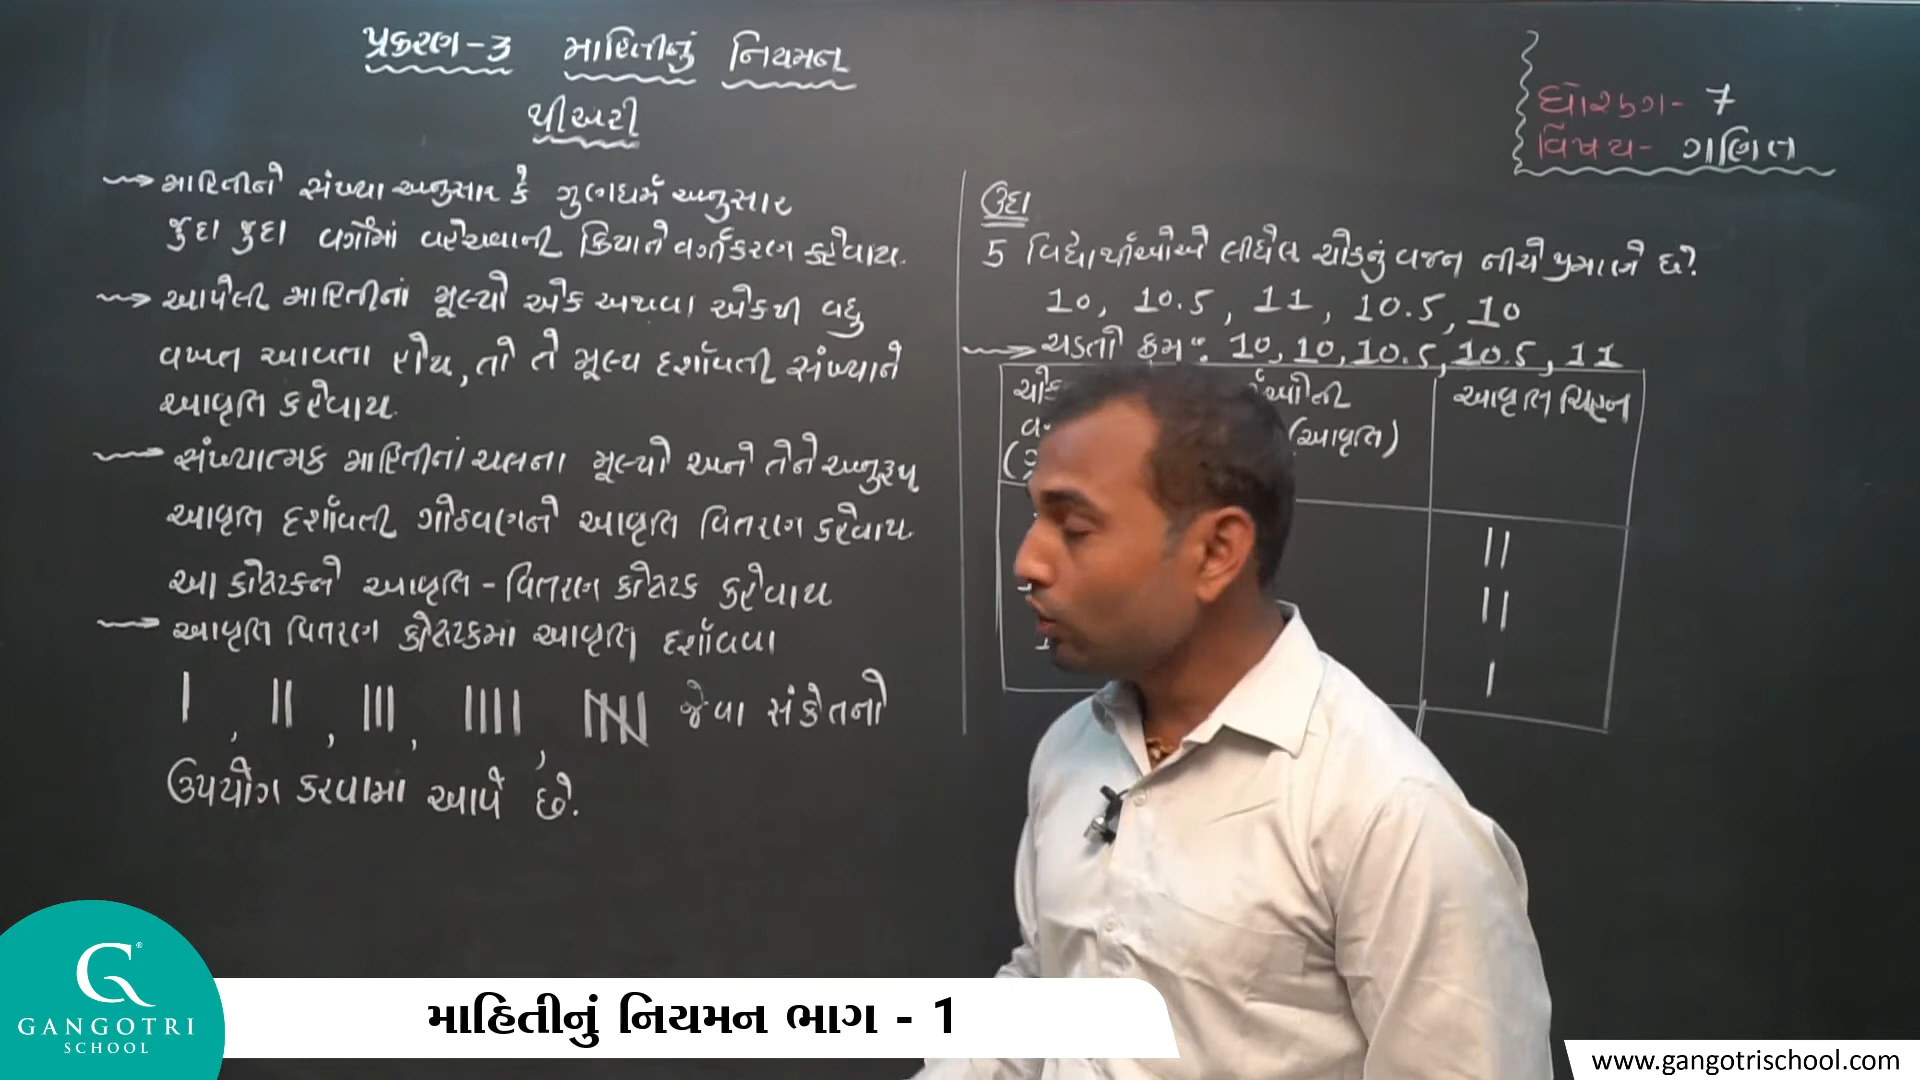 પ્રકરણ-૩ માહિતીનું નિયમન
થીઅરી
ધોરણ- 7
વિષય- ગણિત
માહિતીને સંખ્યા અનુસાર કે ગુણધર્મ અનુસાર
જુદા જુદા વર્ગોમાં વહેચવાની ક્રિયાને વર્ગીકરણ કહેવાય.
આપેલી માહિતીનાં મૂલ્યો એક અથવા એકથી વધુ
વખત આવતા હોય, તો તે મૂલ્ય દર્શાવતી સંખ્યાને
આવૃતિ કહેવાય.
સંખ્યાત્મક માહિતીનાં ચલના મૂલ્યો અને તેને અનુરૂપ
આવૃતિ દર્શાવતી ગોઠવણને આવૃતિ વિતરણ કહેવાય
આ કોષ્ટકને આવૃતિ - વિતરણ કોષ્ટક કહેવાય
આવૃતિ વિતરણ કોષ્ટકમાં આવૃતિ દર્શાવવા
|, ||, |||, ||||, જેવા સંકેતનો
ઉપયોગ કરવામાં આવે છે.
ઉદા
5 વિદ્યાર્થીઓએ લીધેલ ચોકનું વજન નીચે પ્રમાણે છે?
10, 10.5, 11, 10.5, 10
ચડતો ક્રમઃ 10, 10, 10.5, 10.5, 11
(આવૃતિ)
આવૃતિ ચિહન
||
||
|
GANGOTRI
SCHOOL
માહિતીનું નિયમન ભાગ - 1
www.gangotrischool.com